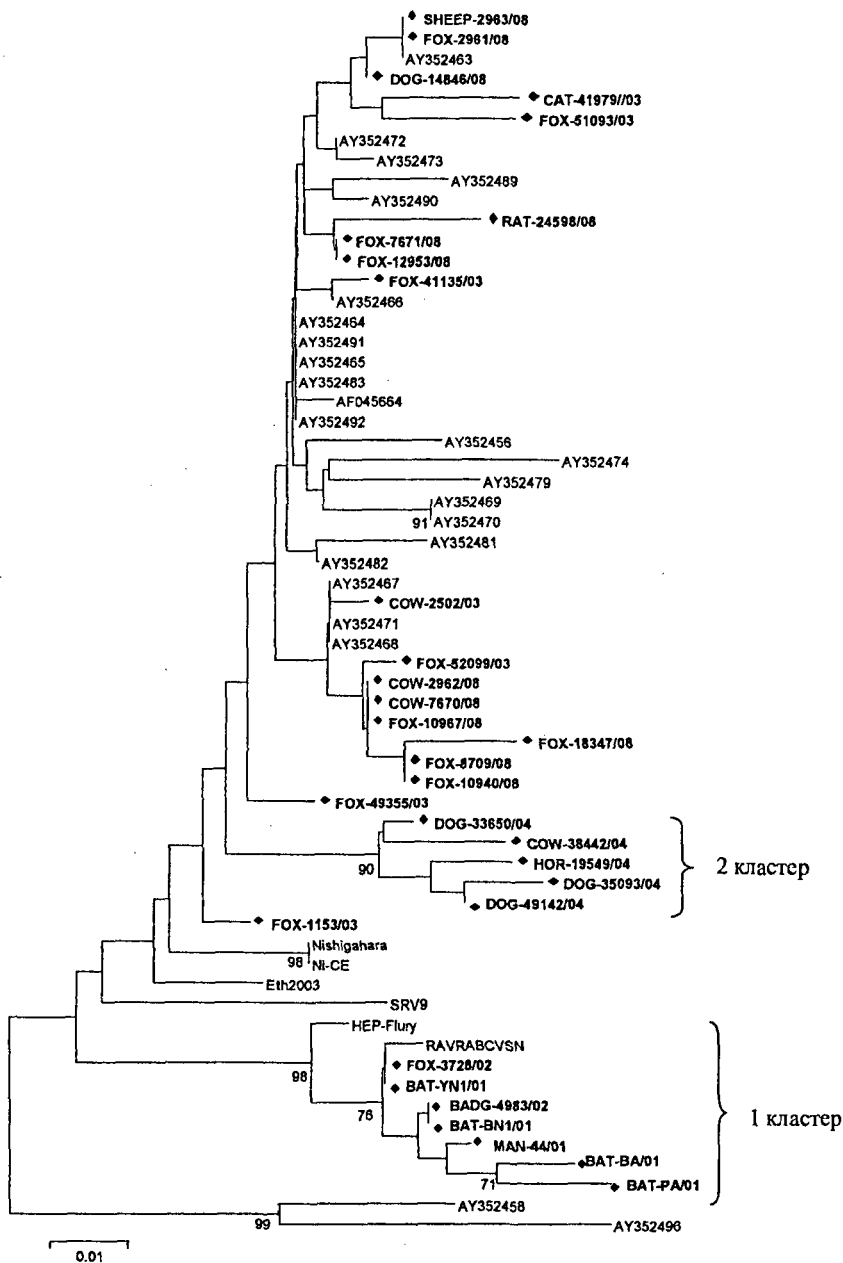 SHEEP-2963/08
FOX-2961/08
AY352463
DOG-14846/08
CAT-41979//03
FOX-51093/03
AY352472
AY352473
AY352489
AY352490
RAT-24598/08
FOX-7671/08
FOX-12953/08
FOX-41135/03
AY352466
AY352464
AY352491
AY352465
AY352483
AF045664
AY352492
AY352456
AY352474
AY352479
AY352469
91 AY352470
AY352481
AY352482
AY352467
COW-2502/03
AY352471
AY352468
FOX-52099/03
COW-2962/08
COW-7670/08
FOX-10967/08
FOX-18347/08
FOX-8709/08
FOX-10940/08
FOX-49355/03
DOG-33650/04
COW-38442/04
HOR-19549/04
90
2 кластер
DOG-35093/04
DOG-49142/04
FOX-1153/03
Nishigahara
98 Ni-CE
Eth2003
SRV9
HEP-Flury
RAVRABCVSN
FOX-3728/02
98
BAT-YN1/01
BADG-4983/02
76
BAT-BN1/01
1 кластер
MAN-44/01
BAT-BA/01
71 BAT-PA/01
AY352458
99
AY352496
0.01